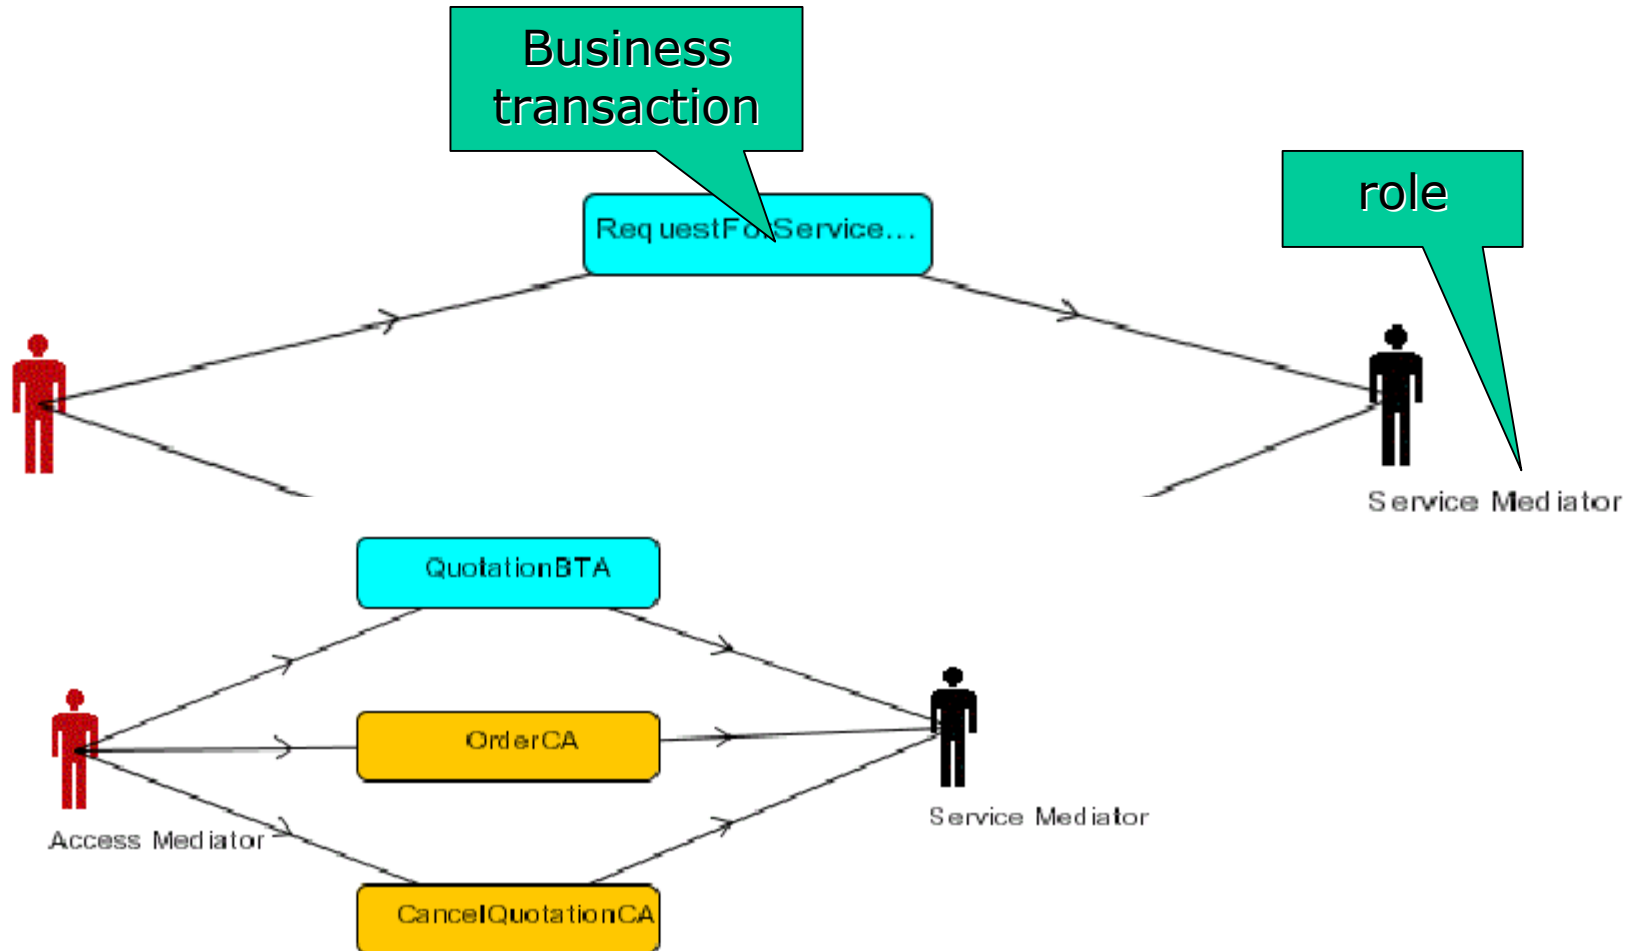 Business
transaction
role
RequestForService...
Service Mediator
QuotationBTA
OrderCA
Access Mediator
Service Mediator
CancelQuotationCA